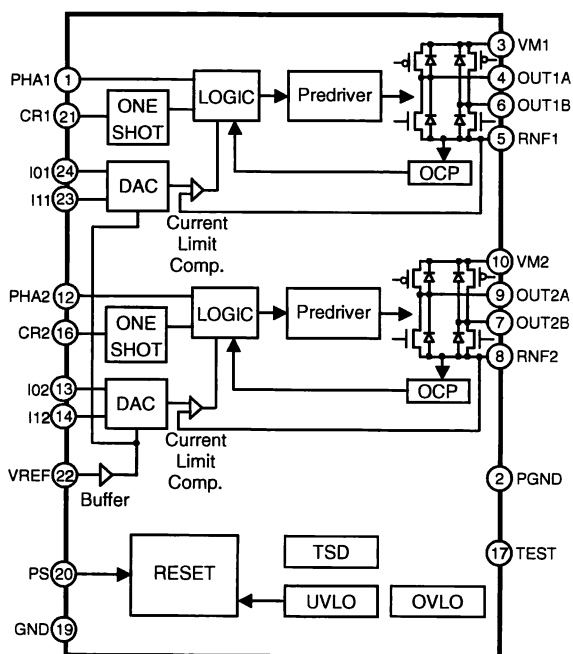 3 VM1
PHA1 1
LOGIC
Predriver
4 OUT1A
CR1 21
ONE
SHOT
6 OUT1B
5 RNF1
I01 24
I11 23
DAC
OCP
Current
Limit
Comp.
10 VM2
PHA2 12
LOGIC
Predriver
9 OUT2A
CR2 16
ONE
SHOT
7 OUT2B
8 RNF2
I02 13
I12 14
DAC
OCP
Current
Limit
Comp.
VREF 22
Buffer
2 PGND
TSD
17 TEST
PS 20
RESET
UVLO
OVLO
GND 19